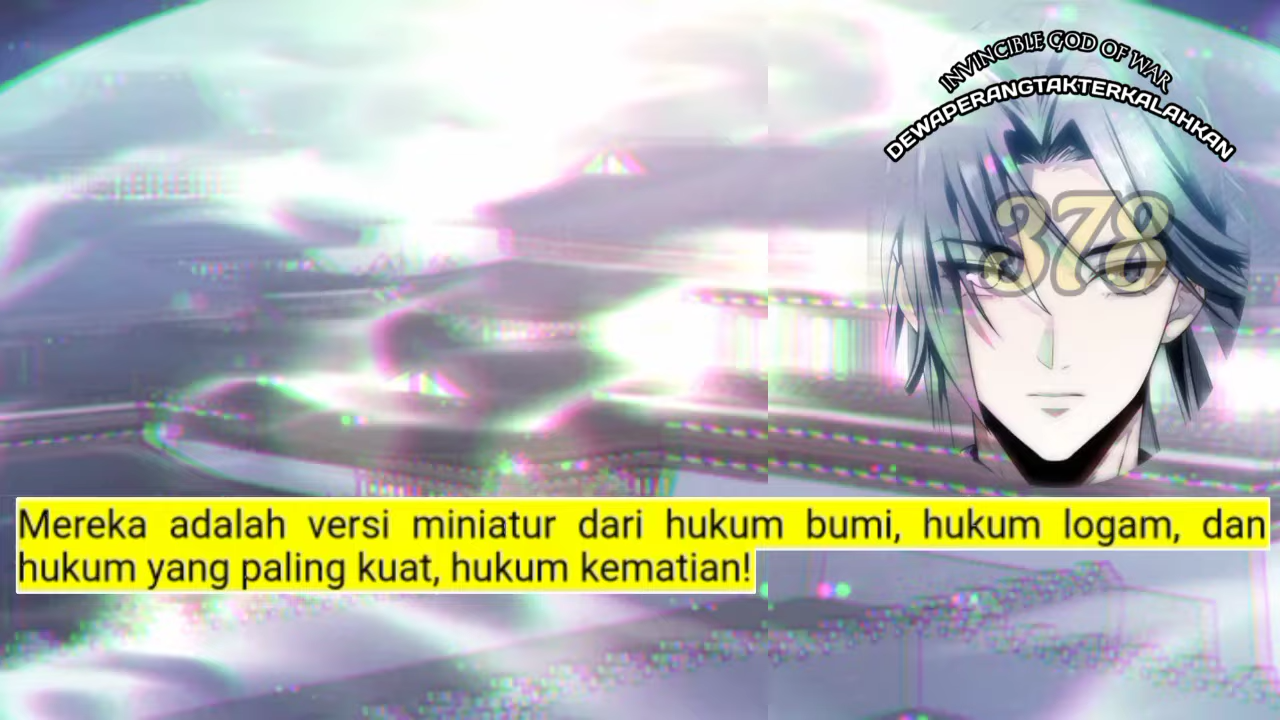 INVINCIBLE GOD OF WAR
DEWAPERANGTAKTERKALAHKAN
378
Mereka adalah versi miniatur dari hukum bumi, hukum logam, dan
hukum yang paling kuat, hukum kematian!